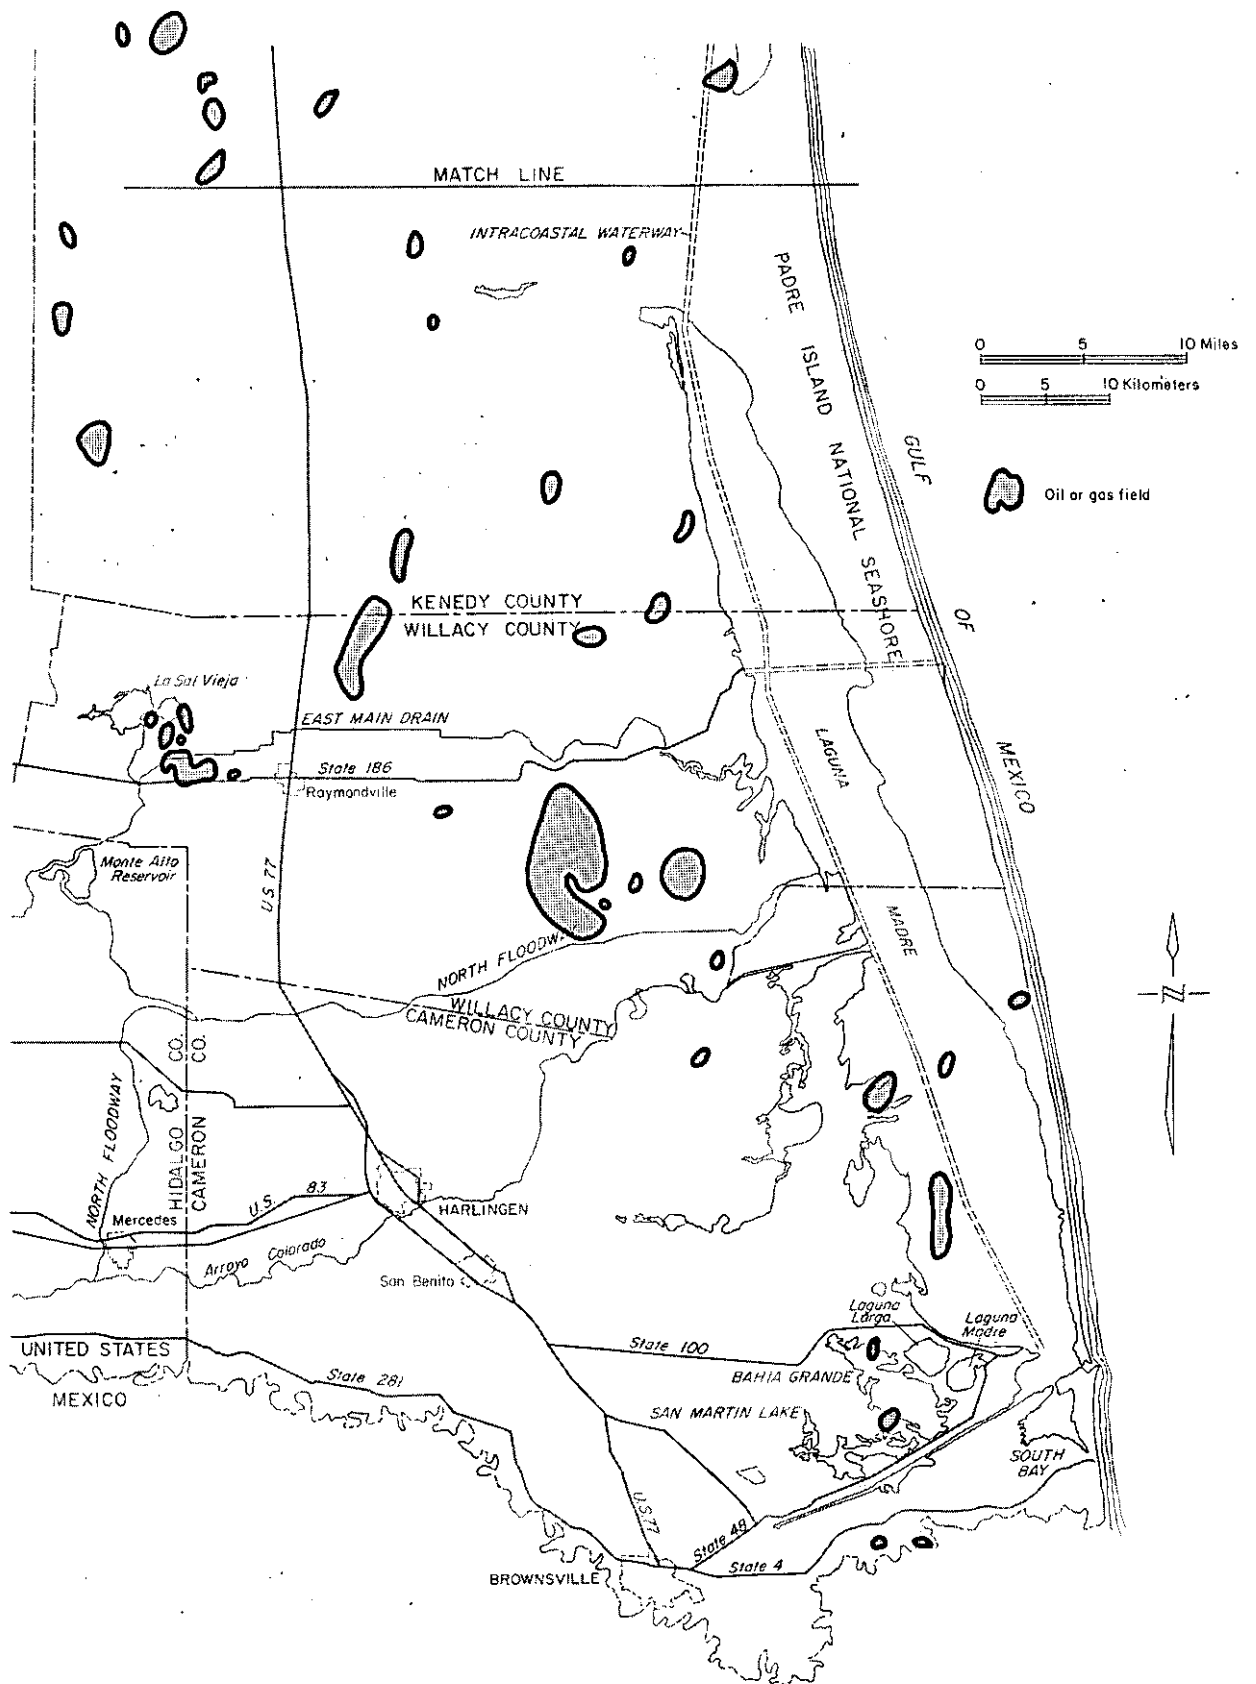 MATCH LINE
INTRACOASTAL WATERWAY
PADRE ISLAND NATIONAL SEASHORE
0 5 10 Miles
0 5 10 Kilometers
GULF
OF
MEXICO
Oil or gas field
KENEDY COUNTY
WILLACY COUNTY
La Sal Vieja
EAST MAIN DRAIN
State 186
Raymondville
LAGUNA
MADRE
Monte Alto
Reservoir
U.S. 77
NORTH FLOODWAY
WILLACY COUNTY
CAMERON COUNTY
N
HIDALGO CO.
CAMERON CO.
NORTH FLOODWAY
U.S. 83
Mercedes
HARLINGEN
Arroyo Colorado
San Benito
Laguna
Larga
Laguna
Madre
UNITED STATES
MEXICO
State 100
State 281
BAHIA GRANDE
SAN MARTIN LAKE
SOUTH
BAY
U.S. 77
State 48
State 4
BROWNSVILLE